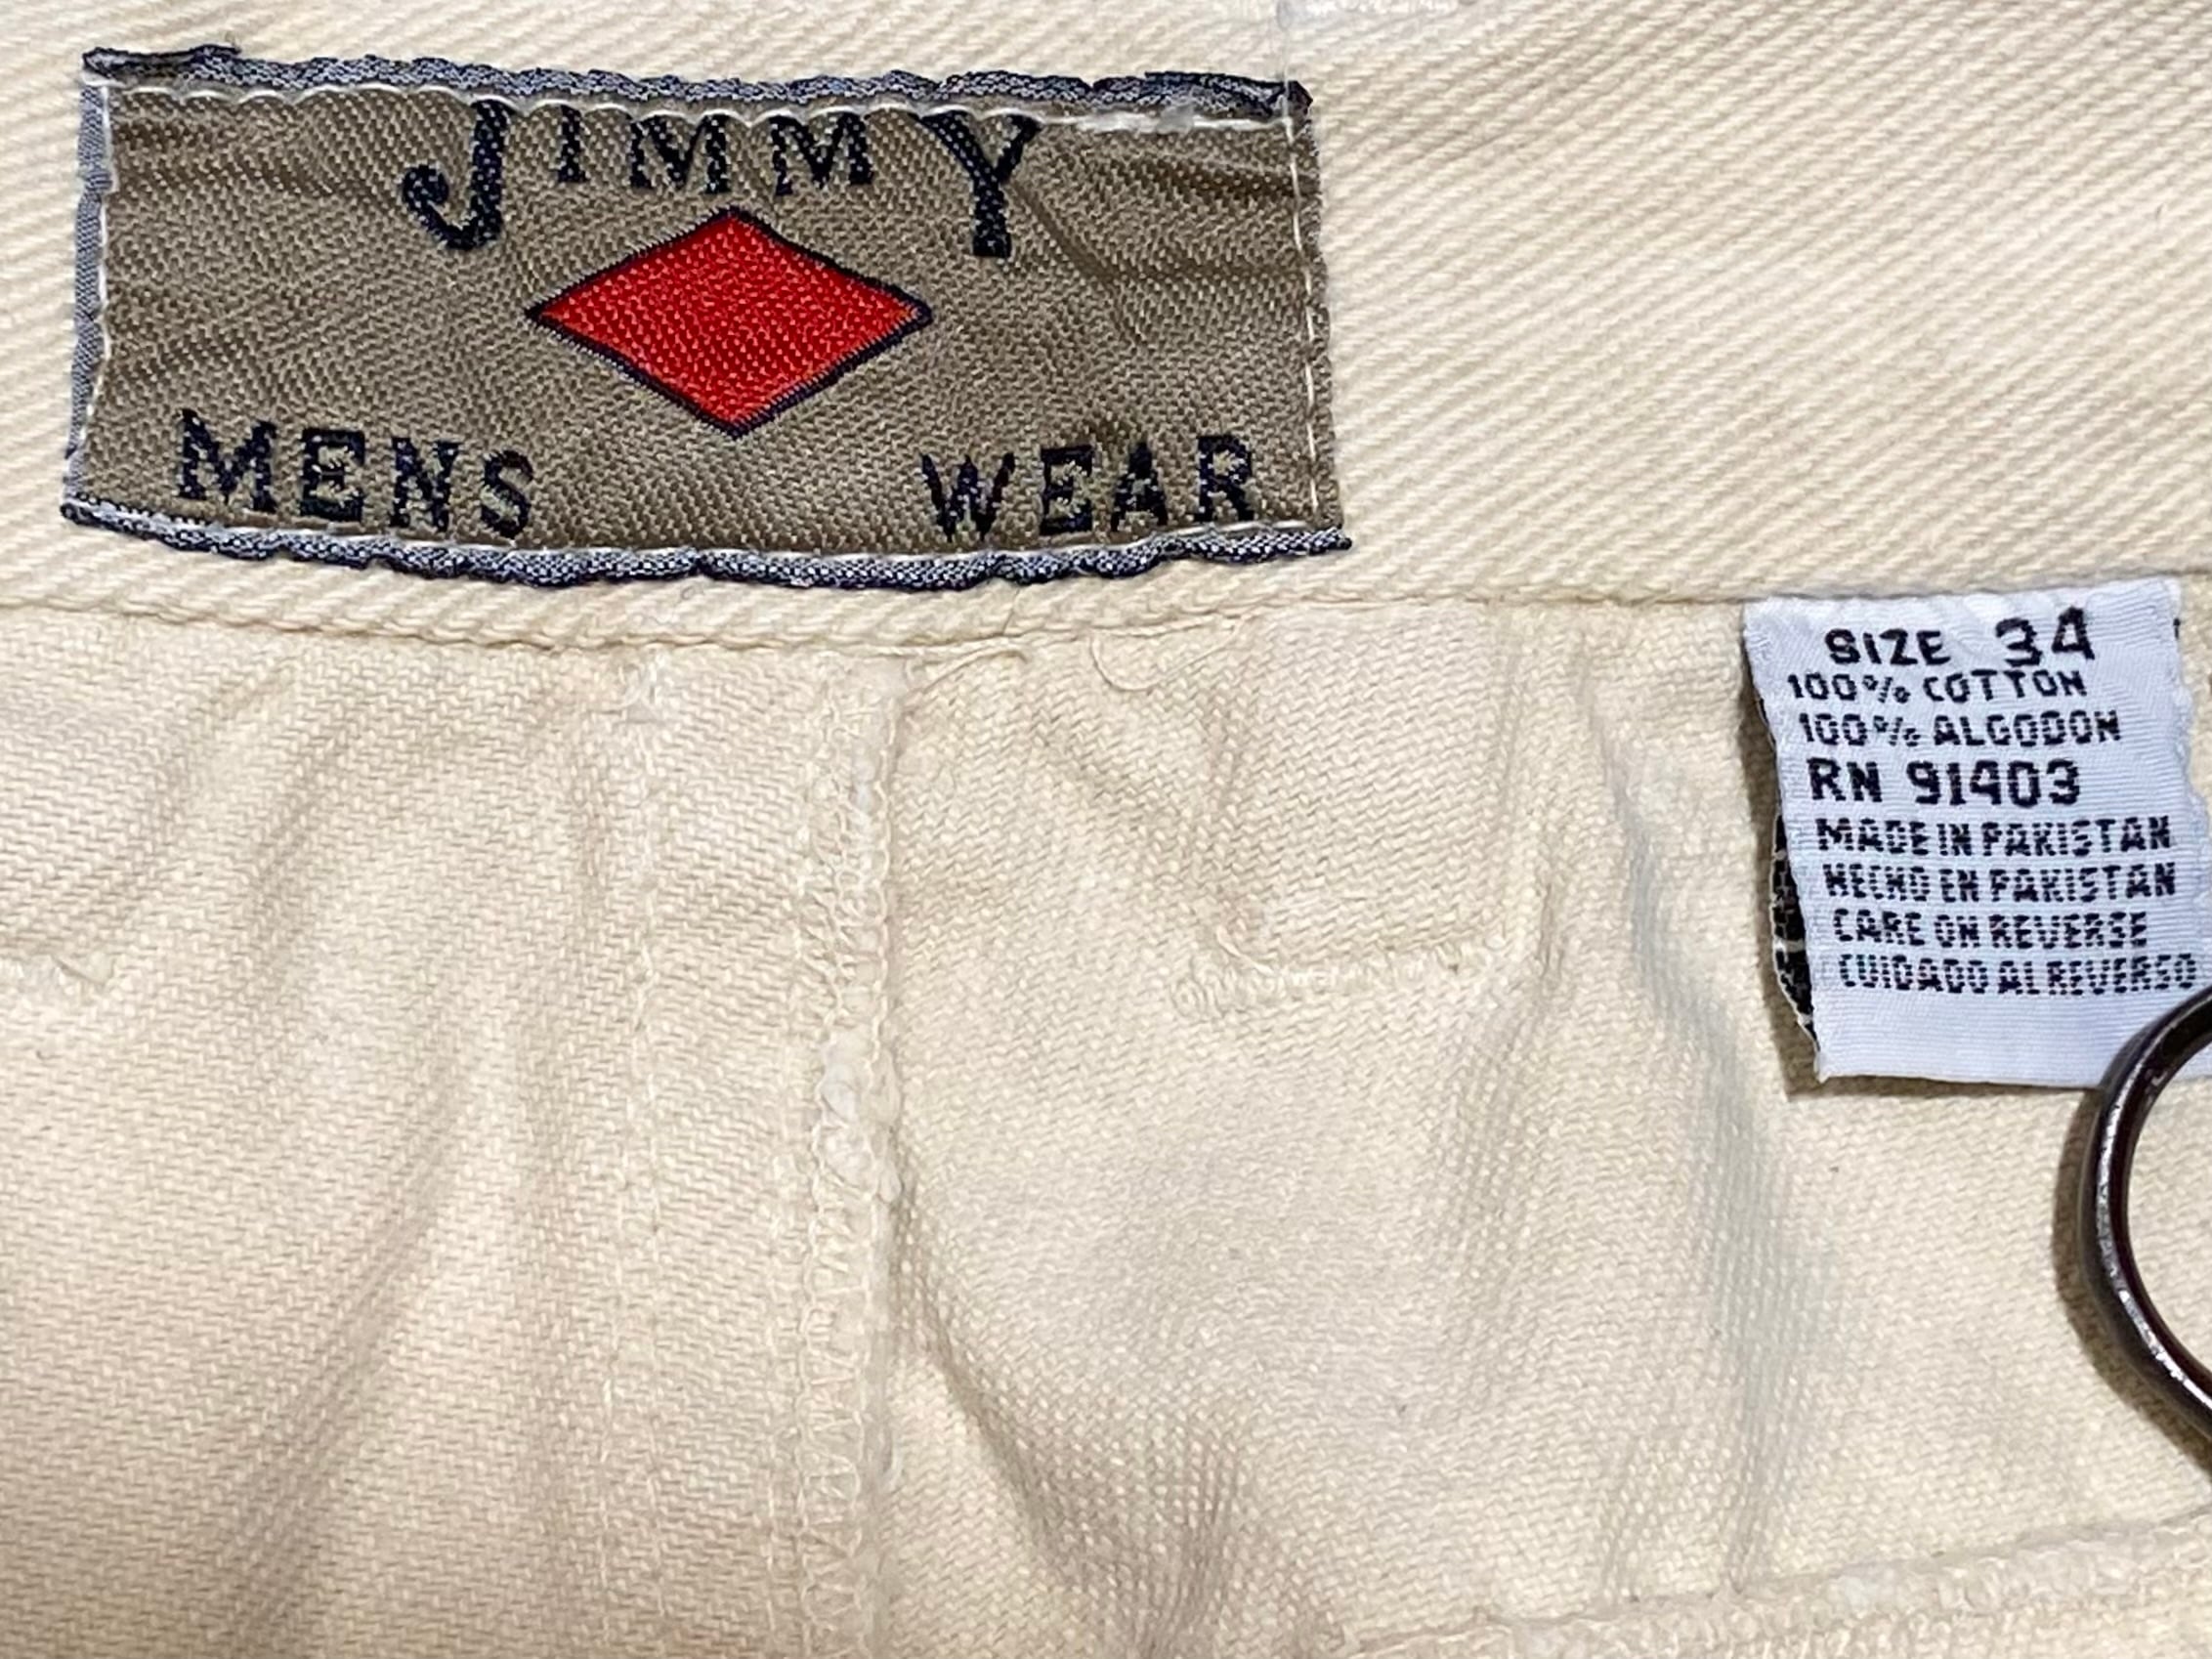 JIMMY
MENS WEAR
SIZE 34
100% COTTON
100% ALGODON
RN 91403
MADE IN PAKISTAN
HECHO EN PAKISTAN
CARE ON REVERSE
CUIDADO AL REVERSO